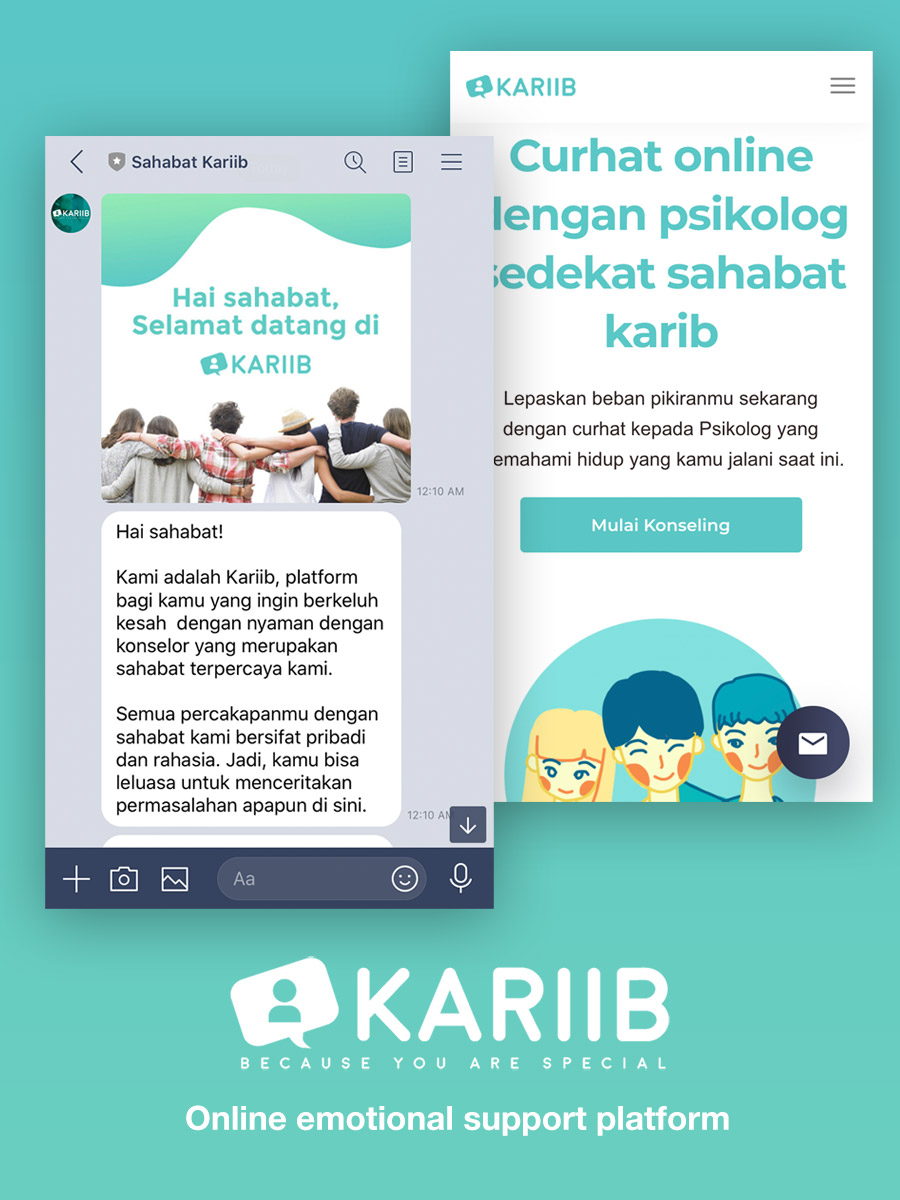 KARIIB
Curhat online
dengan psikolog
sedekat sahabat
karib
Lepaskan beban pikiranmu sekarang
dengan curhat kepada Psikolog yang
emahami hidup yang kamu jalani saat ini.
Mulai Konseling
Sahabat Kariib
KARIIB
Hai sahabat,
Selamat datang di
KARIIB
12:10 AM
Hai sahabat!
Kami adalah Kariib, platform
bagi kamu yang ingin berkeluh
kesah dengan nyaman dengan
konselor yang merupakan
sahabat terpercaya kami.
Semua percakapanmu dengan
sahabat kami bersifat pribadi
dan rahasia. Jadi, kamu bisa
leluasa untuk menceritakan
permasalahan apapun di sini.
12:10 AM
Aa
KARIIB
BECAUSE YOU ARE SPECIAL
Online emotional support platform